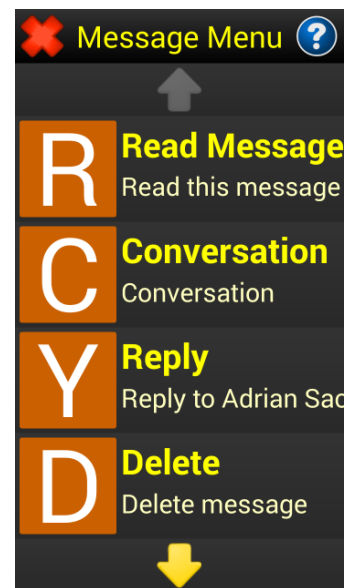 Message Menu ?
R
Read Message
Read this message
C
Conversation
Conversation
Y
Reply
Reply to Adrian Sac
D
Delete
Delete message